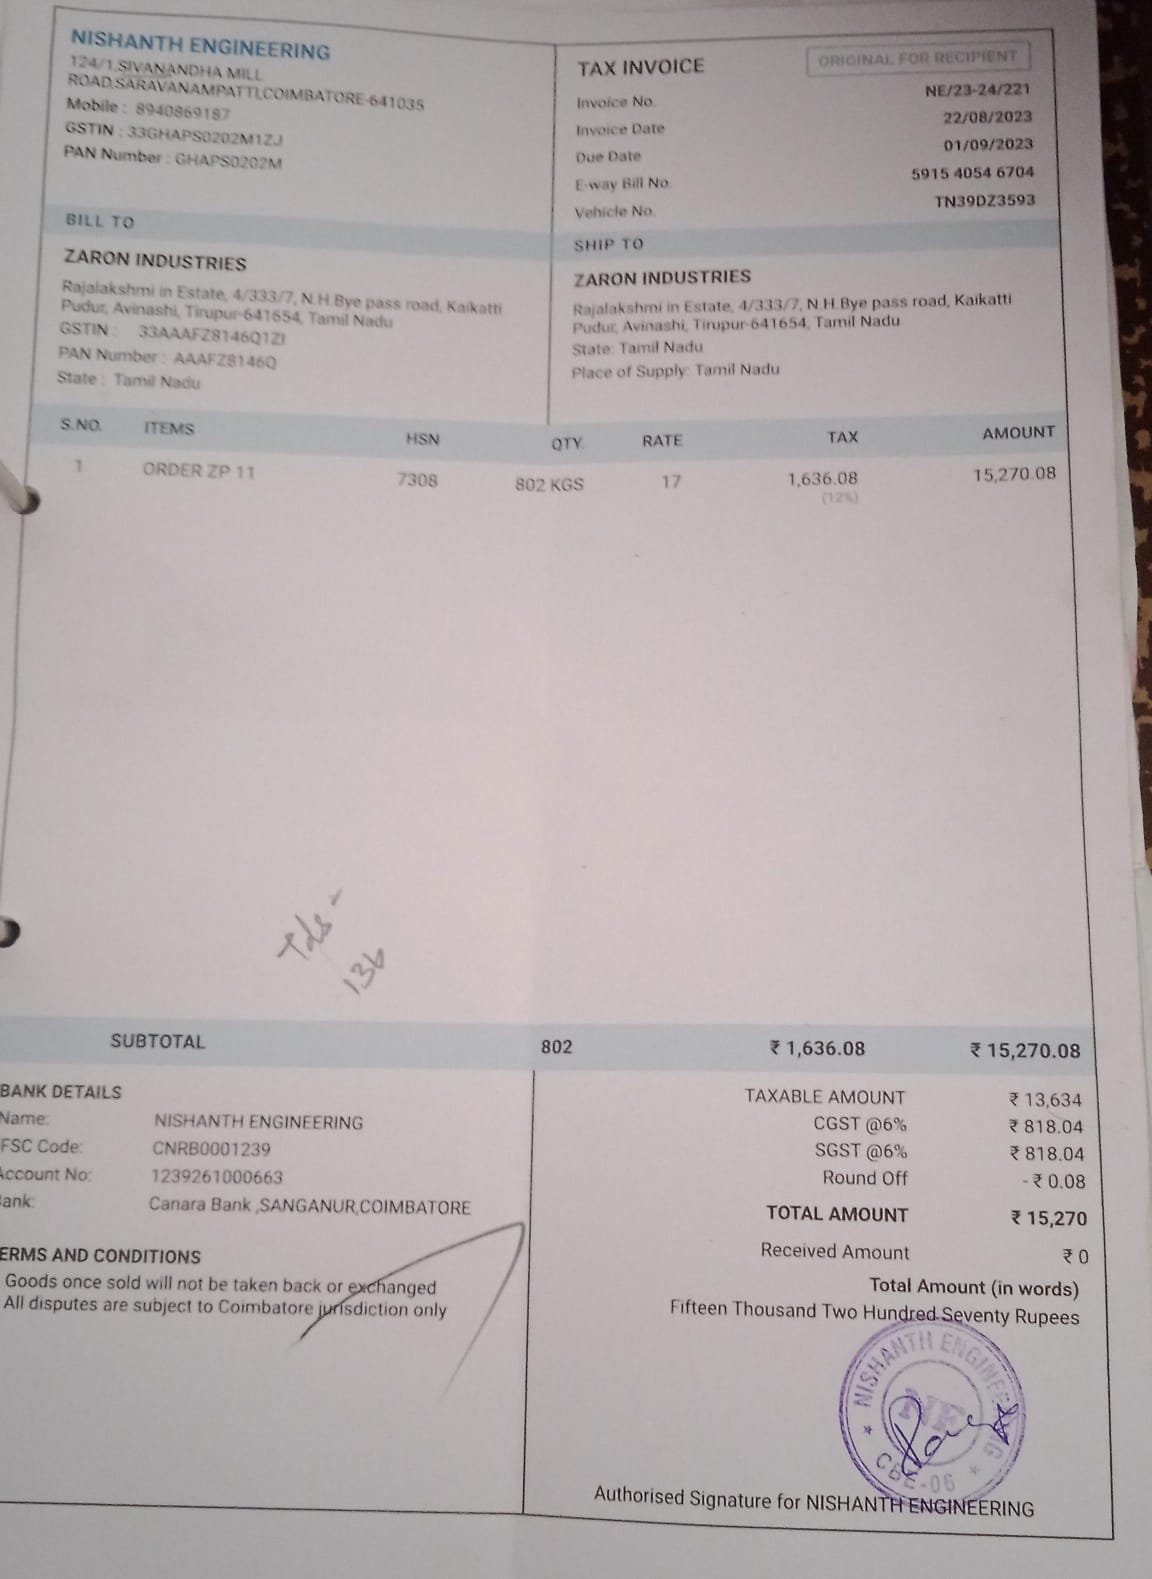 NISHANTH ENGINEERING
124/1,SIVANANDHA MILL
ROAD,SARAVANAMPATTI,COIMBATORE-641035
Mobile : 8940869187
GSTIN : 33GHAPS0202M1ZJ
PAN Number : GHAPS0202M
TAX INVOICE
ORIGINAL FOR RECIPIENT
Invoice No. NE/23-24/221
Invoice Date 22/08/2023
Due Date 01/09/2023
E-way Bill No. 5915 4054 6704
Vehicle No. TN39DZ3593
BILL TO
ZARON INDUSTRIES
Rajalakshmi in Estate, 4/333/7, N.H.Bye pass road, Kaikatti
Pudur, Avinashi, Tirupur-641654, Tamil Nadu
GSTIN : 33AAAFZ8146Q1ZI
PAN Number : AAAFZ8146Q
State : Tamil Nadu
SHIP TO
ZARON INDUSTRIES
Rajalakshmi in Estate, 4/333/7, N.H.Bye pass road, Kaikatti
Pudur, Avinashi, Tirupur-641654, Tamil Nadu
State: Tamil Nadu
Place of Supply: Tamil Nadu
S.NO. ITEMS HSN QTY. RATE TAX AMOUNT
1 ORDER ZP 11 7308 802 KGS 17 1,636.08 15,270.08
(12%)
Tds -
136
SUBTOTAL 802 ₹ 1,636.08 ₹ 15,270.08
BANK DETAILS
Name: NISHANTH ENGINEERING
FSC Code: CNRB0001239
Account No: 1239261000663
ank: Canara Bank ,SANGANUR,COIMBATORE
ERMS AND CONDITIONS
Goods once sold will not be taken back or exchanged
All disputes are subject to Coimbatore jurisdiction only
TAXABLE AMOUNT ₹ 13,634
CGST @6% ₹ 818.04
SGST @6% ₹ 818.04
Round Off - ₹ 0.08
TOTAL AMOUNT ₹ 15,270
Received Amount ₹ 0
Total Amount (in words)
Fifteen Thousand Two Hundred Seventy Rupees
NISHANTH ENGINEERING
NE
CBE-06
Authorised Signature for NISHANTH ENGINEERING